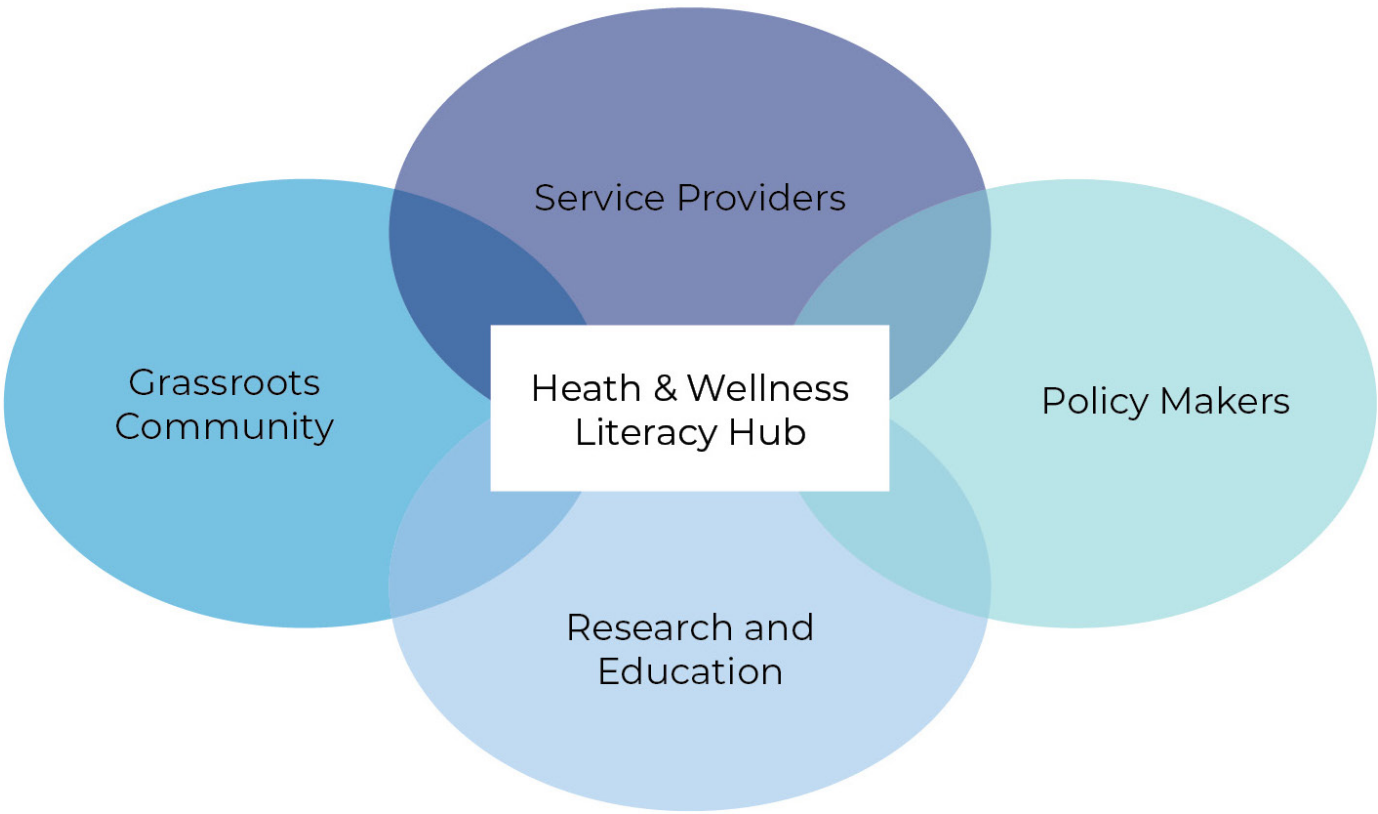 Service Providers
Grassroots
Community
Heath & Wellness
Literacy Hub
Policy Makers
Research and
Education